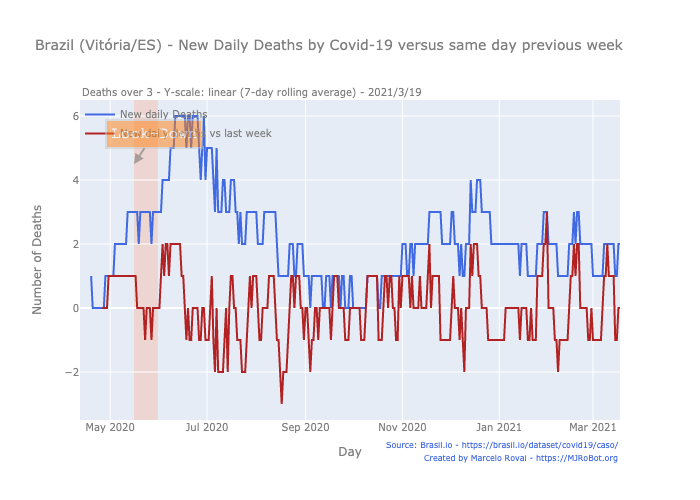 Brazil (Vitória/ES) - New Daily Deaths by Covid-19 versus same day previous week
Deaths over 3 - Y-scale: linear (7-day rolling average) - 2021/3/19
New daily Deaths
Lock Down
vs last week
6
4
2
0
−2
Number of Deaths
May 2020
Jul 2020
Sep 2020
Nov 2020
Jan 2021
Mar 2021
Day
Source: Brasil.io - https://brasil.io/dataset/covid19/caso/
Created by Marcelo Rovai - https://MJRoBot.org